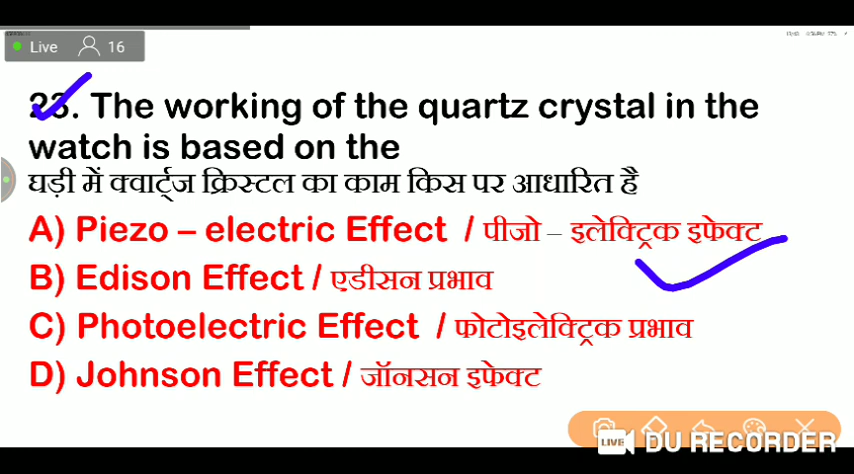 Live 16
23. The working of the quartz crystal in the
watch is based on the
घड़ी में क्वार्ट्ज क्रिस्टल का काम किस पर आधारित है
A) Piezo – electric Effect / पीजो – इलेक्ट्रिक इफेक्ट
B) Edison Effect / एडीसन प्रभाव
C) Photoelectric Effect / फोटोइलेक्ट्रिक प्रभाव
D) Johnson Effect / जॉनसन इफेक्ट
LIVE DU RECORDER